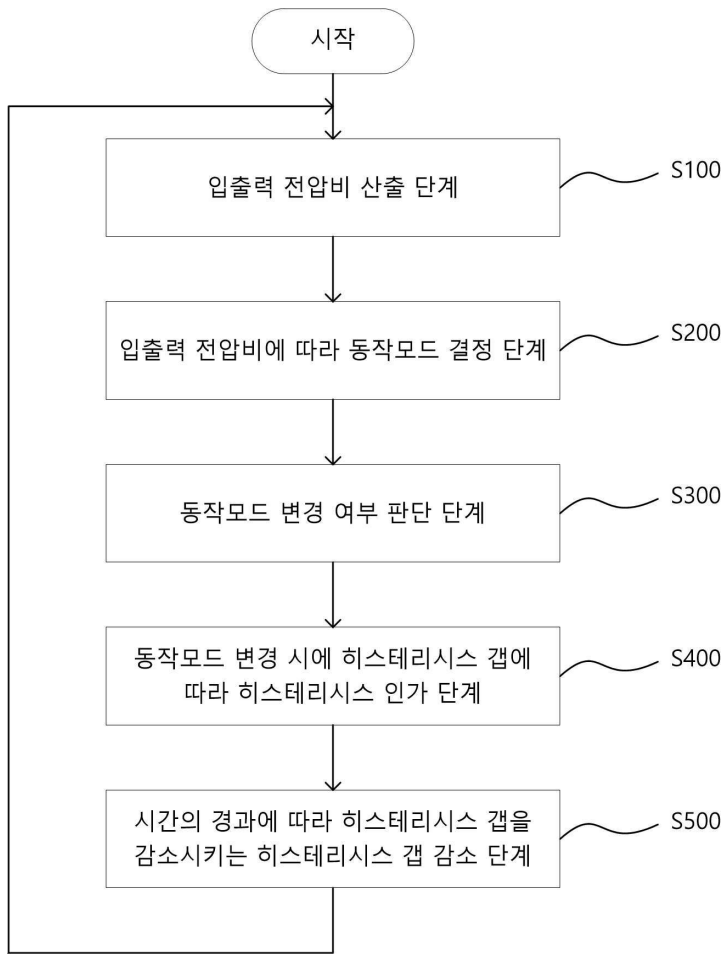 시작
입출력 전압비 산출 단계
S100
입출력 전압비에 따라 동작모드 결정 단계
S200
동작모드 변경 여부 판단 단계
S300
동작모드 변경 시에 히스테리시스 갭에
따라 히스테리시스 인가 단계
S400
시간의 경과에 따라 히스테리시스 갭을
감소시키는 히스테리시스 갭 감소 단계
S500